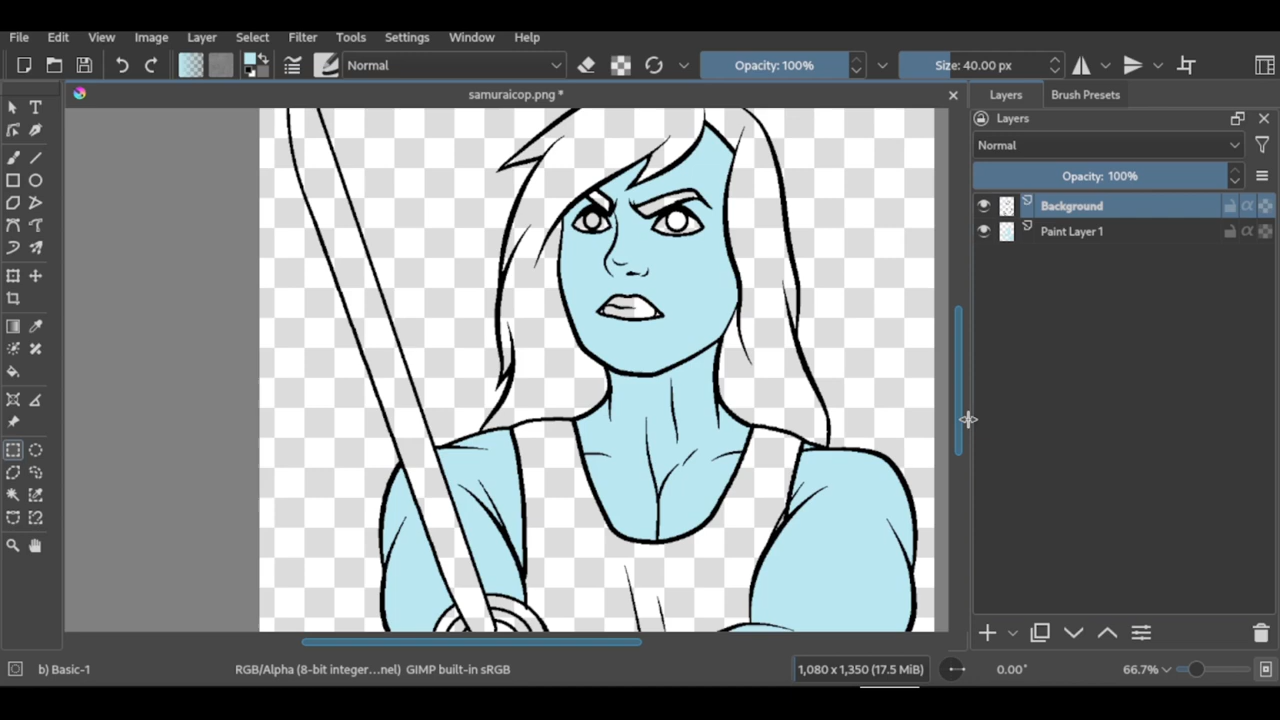 File Edit View Image Layer Select Filter Tools Settings Window Help
Normal Opacity: 100% Size: 40.00 px
samuraicop.png * Layers Brush Presets
Layers
Normal
Opacity: 100%
Background
Paint Layer 1
b) Basic-1 RGB/Alpha (8-bit integer...nel) GIMP built-in sRGB 1,080 x 1,350 (17.5 MiB) 0.00° 66.7%